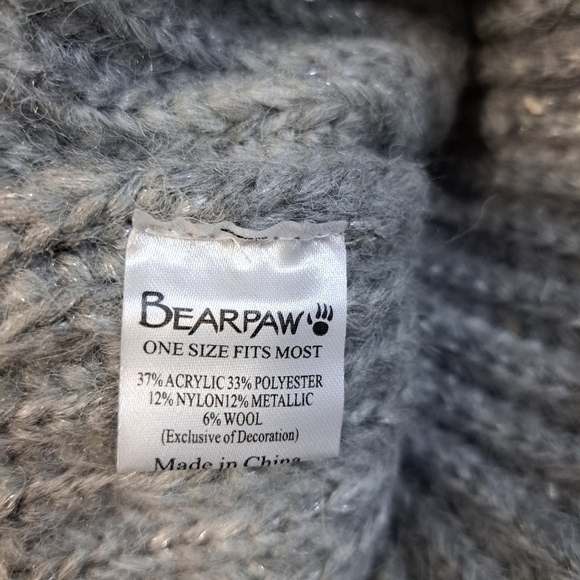 BEARPAW
ONE SIZE FITS MOST
37% ACRYLIC 33% POLYESTER
12% NYLON12% METALLIC
6% WOOL
(Exclusive of Decoration)
Made in China